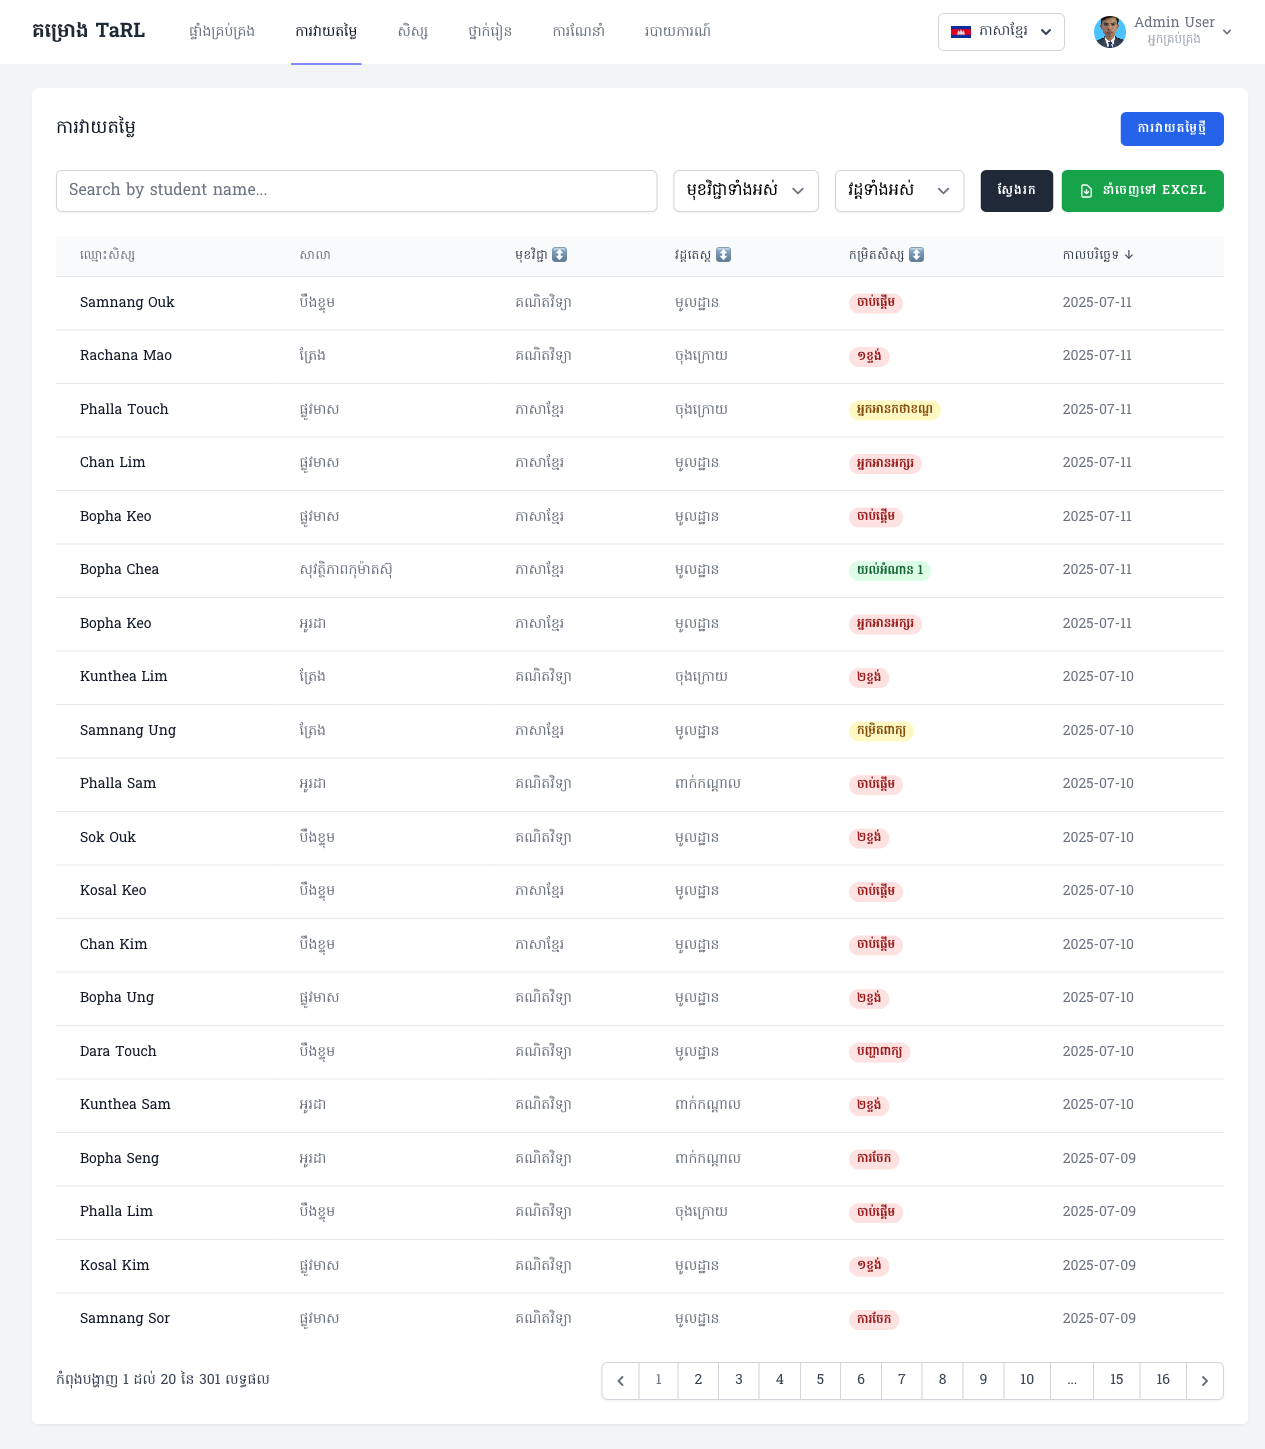 គម្រោង TaRL ផ្ទាំងគ្រប់គ្រង ការវាយតម្លៃ សិស្ស ថ្នាក់រៀន ការណែនាំ របាយការណ៍ ភាសាខ្មែរ Admin User
អ្នកគ្រប់គ្រង
ការវាយតម្លៃ ការវាយតម្លៃថ្មី
Search by student name... មុខវិជ្ជាទាំងអស់ វដ្តទាំងអស់ ស្វែងរក នាំចេញទៅ EXCEL
ឈ្មោះសិស្ស សាលា មុខវិជ្ជា ↕ វដ្តតេស្ត ↕ កម្រិតសិស្ស ↕ កាលបរិច្ឆេទ ↓
Samnang Ouk បឹងខ្ទុម គណិតវិទ្យា មូលដ្ឋាន ចាប់ផ្តើម 2025-07-11
Rachana Mao ត្រែង គណិតវិទ្យា ចុងក្រោយ ១ខ្ទង់ 2025-07-11
Phalla Touch ផ្លូវមាស ភាសាខ្មែរ ចុងក្រោយ អ្នកអានកថាខណ្ឌ 2025-07-11
Chan Lim ផ្លូវមាស ភាសាខ្មែរ មូលដ្ឋាន អ្នកអានអក្សរ 2025-07-11
Bopha Keo ផ្លូវមាស ភាសាខ្មែរ មូលដ្ឋាន ចាប់ផ្តើម 2025-07-11
Bopha Chea សុវត្ថិភាពកុម៉ាតស៊ុ ភាសាខ្មែរ មូលដ្ឋាន យល់អំណាន 1 2025-07-11
Bopha Keo អូរដា ភាសាខ្មែរ មូលដ្ឋាន អ្នកអានអក្សរ 2025-07-11
Kunthea Lim ត្រែង គណិតវិទ្យា ចុងក្រោយ ២ខ្ទង់ 2025-07-10
Samnang Ung ត្រែង ភាសាខ្មែរ មូលដ្ឋាន កម្រិតពាក្យ 2025-07-10
Phalla Sam អូរដា គណិតវិទ្យា ពាក់កណ្តាល ចាប់ផ្តើម 2025-07-10
Sok Ouk បឹងខ្ទុម គណិតវិទ្យា មូលដ្ឋាន ២ខ្ទង់ 2025-07-10
Kosal Keo បឹងខ្ទុម ភាសាខ្មែរ មូលដ្ឋាន ចាប់ផ្តើម 2025-07-10
Chan Kim បឹងខ្ទុម ភាសាខ្មែរ មូលដ្ឋាន ចាប់ផ្តើម 2025-07-10
Bopha Ung ផ្លូវមាស គណិតវិទ្យា មូលដ្ឋាន ២ខ្ទង់ 2025-07-10
Dara Touch បឹងខ្ទុម គណិតវិទ្យា មូលដ្ឋាន បញ្ហាពាក្យ 2025-07-10
Kunthea Sam អូរដា គណិតវិទ្យា ពាក់កណ្តាល ២ខ្ទង់ 2025-07-10
Bopha Seng អូរដា គណិតវិទ្យា ពាក់កណ្តាល ការចែក 2025-07-09
Phalla Lim បឹងខ្ទុម គណិតវិទ្យា ចុងក្រោយ ចាប់ផ្តើម 2025-07-09
Kosal Kim ផ្លូវមាស គណិតវិទ្យា មូលដ្ឋាន ១ខ្ទង់ 2025-07-09
Samnang Sor ផ្លូវមាស គណិតវិទ្យា មូលដ្ឋាន ការចែក 2025-07-09
កំពុងបង្ហាញ 1 ដល់ 20 នៃ 301 លទ្ធផល 1 2 3 4 5 6 7 8 9 10 ... 15 16